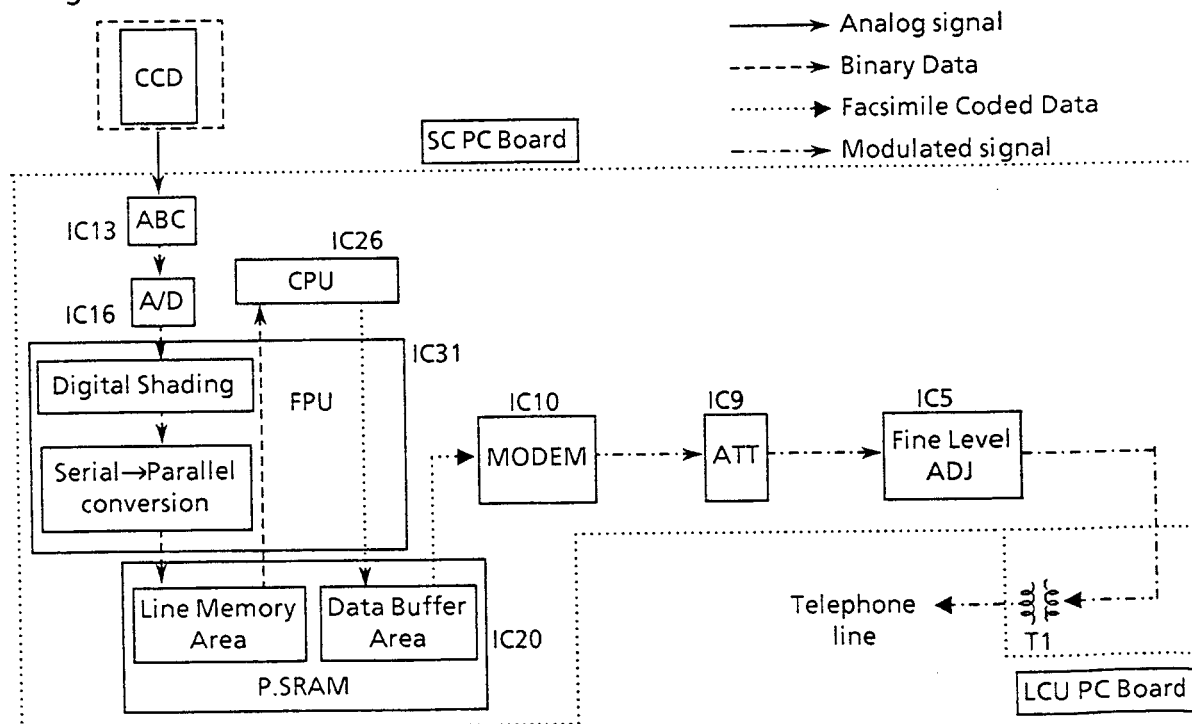 Analog signal
CCD
Binary Data
Facsimile Coded Data
SC PC Board
Modulated signal
IC13
ABC
IC26
CPU
IC16
A/D
IC31
Digital Shading
FPU
IC10
IC9
IC5
MODEM
ATT
Fine Level
ADJ
Serial→Parallel
conversion
Line Memory
Area
Data Buffer
Area
IC20
P.SRAM
Telephone
line
T1
LCU PC Board